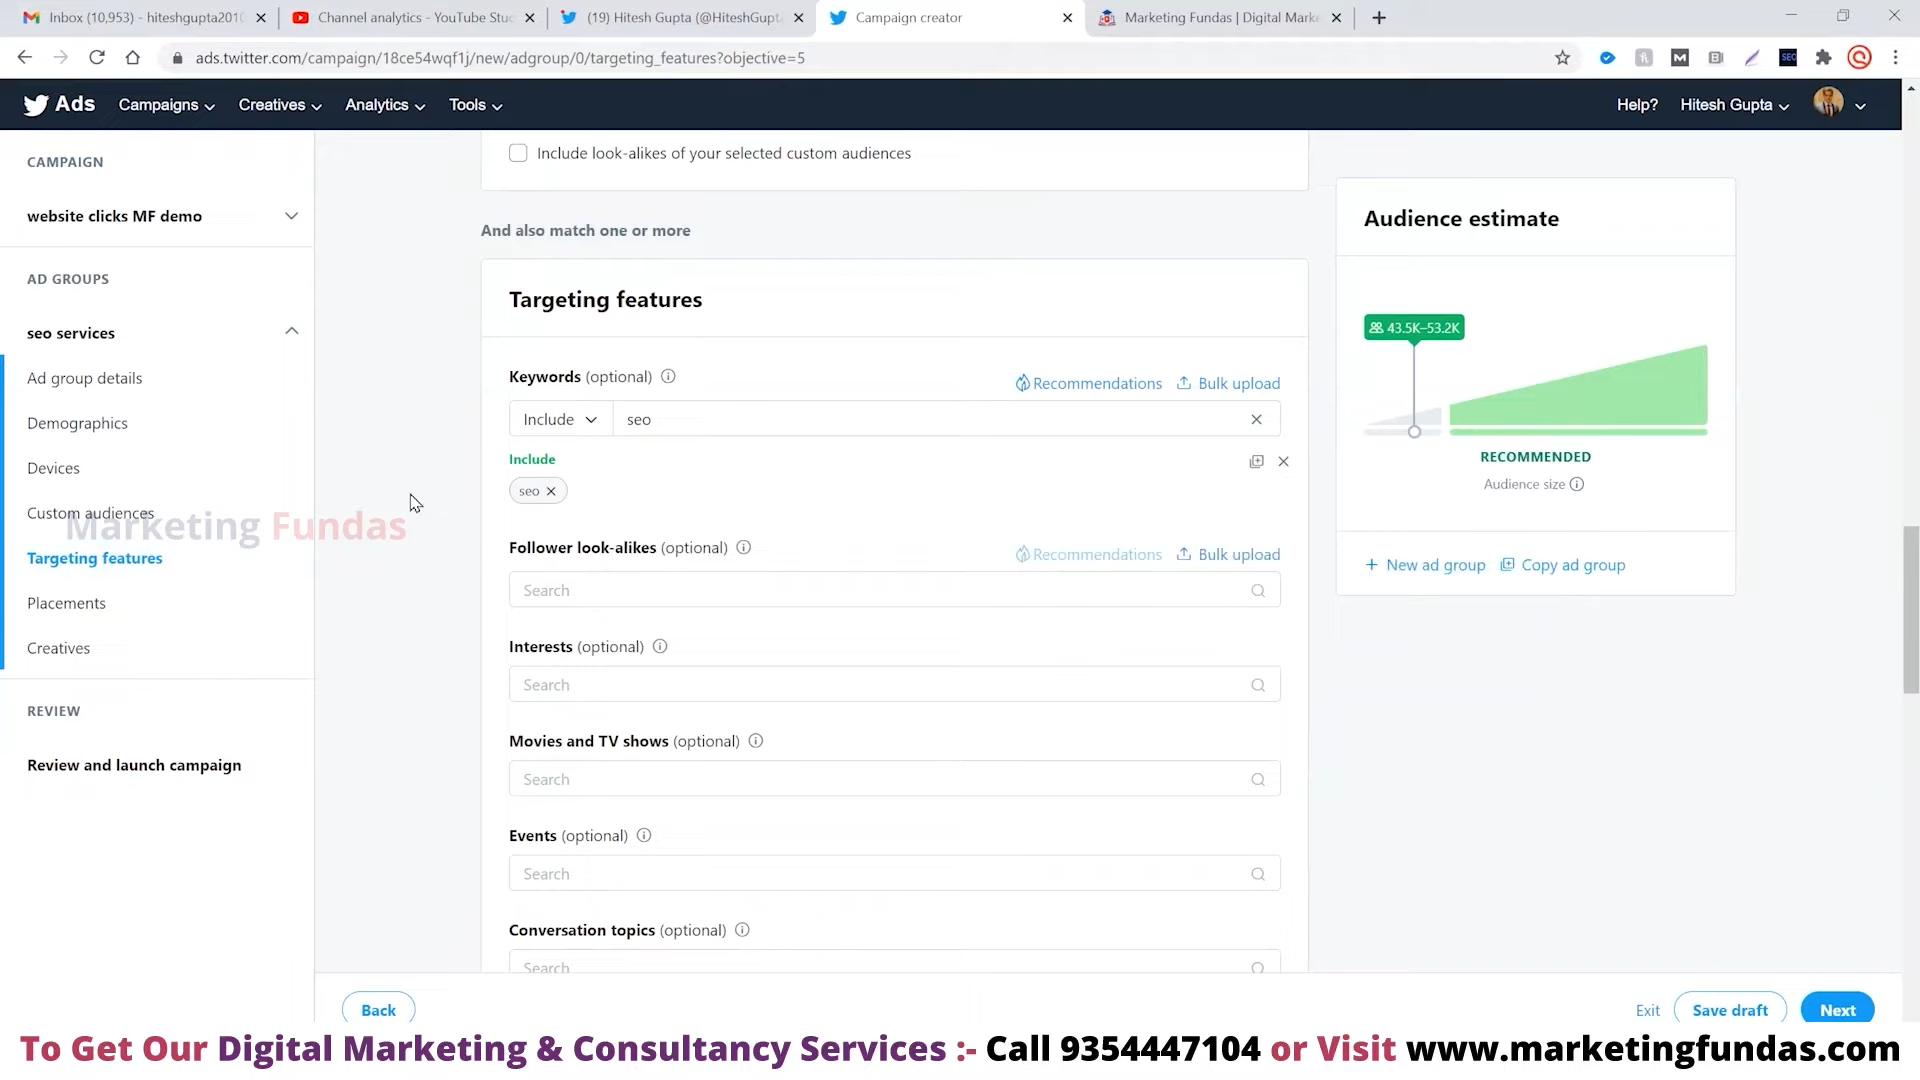 Inbox (10,953) - hiteshgupta2010
Channel analytics - YouTube Stud
(19) Hitesh Gupta (@HiteshGupta
Campaign creator
Marketing Fundas | Digital Marke
ads.twitter.com/campaign/18ce54wqf1j/new/adgroup/0/targeting_features?objective=5
Ads
Campaigns
Creatives
Analytics
Tools
Help?
Hitesh Gupta
CAMPAIGN
website clicks MF demo
AD GROUPS
seo services
Ad group details
Demographics
Devices
Custom audiences
Marketing Fundas
Targeting features
Placements
Creatives
REVIEW
Review and launch campaign
Include look-alikes of your selected custom audiences
And also match one or more
Targeting features
Keywords (optional)
Recommendations
Bulk upload
Include
seo
Include
seo
Follower look-alikes (optional)
Recommendations
Bulk upload
Search
Interests (optional)
Search
Movies and TV shows (optional)
Search
Events (optional)
Search
Conversation topics (optional)
Search
Audience estimate
43.5K–53.2K
RECOMMENDED
Audience size
New ad group
Copy ad group
Back
Exit
Save draft
Next
To Get Our Digital Marketing & Consultancy Services :- Call 9354447104 or Visit www.marketingfundas.com